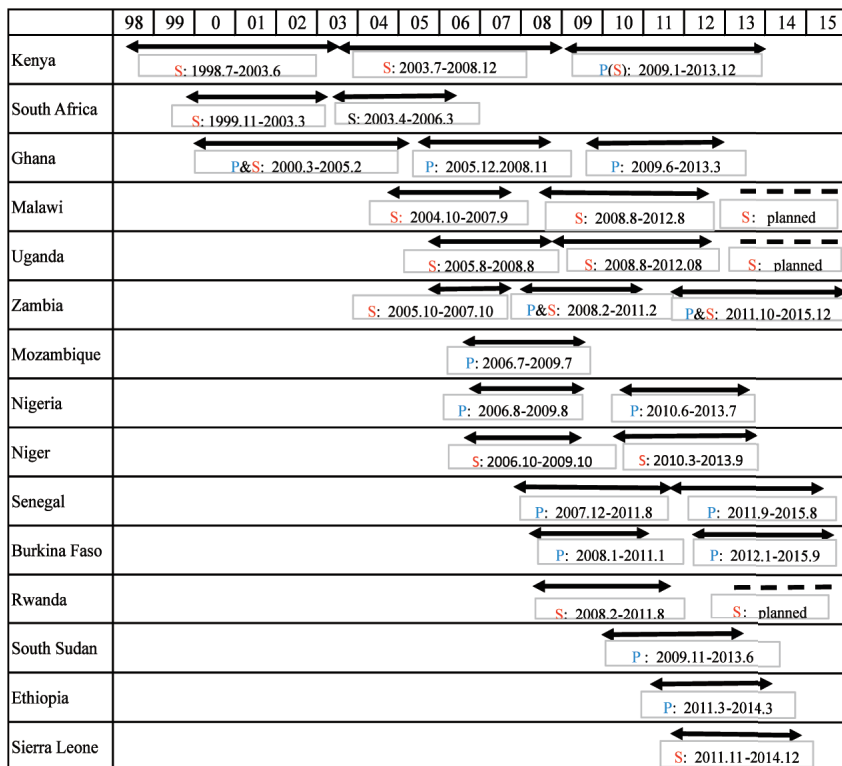 98 99 0 01 02 03 04 05 06 07 08 09 10 11 12 13 15
Kenya S: 1998.7-2003.6 S: 2003.7-2008.12 P(S): 2009.1-2013.12
South Africa S: 1999.11-2003.3 S: 2003.4-2006.3
Ghana P&S: 2000.3-2005.2 P: 2005.12.2008.11 P: 2009.6-2013.3
Malawi S: 2004.10-2007.9 S: 2008.8-2012.8 S: planned
Uganda S: 2005.8-2008.8 S: 2008.8-2012.08 S: planned
Zambia S: 2005.10-2007.10 P&S: 2008.2-2011.2 P&S: 2011.10-2015.12
Mozambique P: 2006.7-2009.7
Nigeria P: 2006.8-2009.8 P: 2010.6-2013.7
Niger S: 2006.10-2009.10 S: 2010.3-2013.9
Senegal P: 2007.12-2011.8 P: 2011.9-2015.8
Burkina Faso P: 2008.1-2011.1 P: 2012.1-2015.9
Rwanda S: 2008.2-2011.8 S: planned
South Sudan P : 2009.11-2013.6
Ethiopia P: 2011.3-2014.3
Sierra Leone S: 2011.11-2014.12